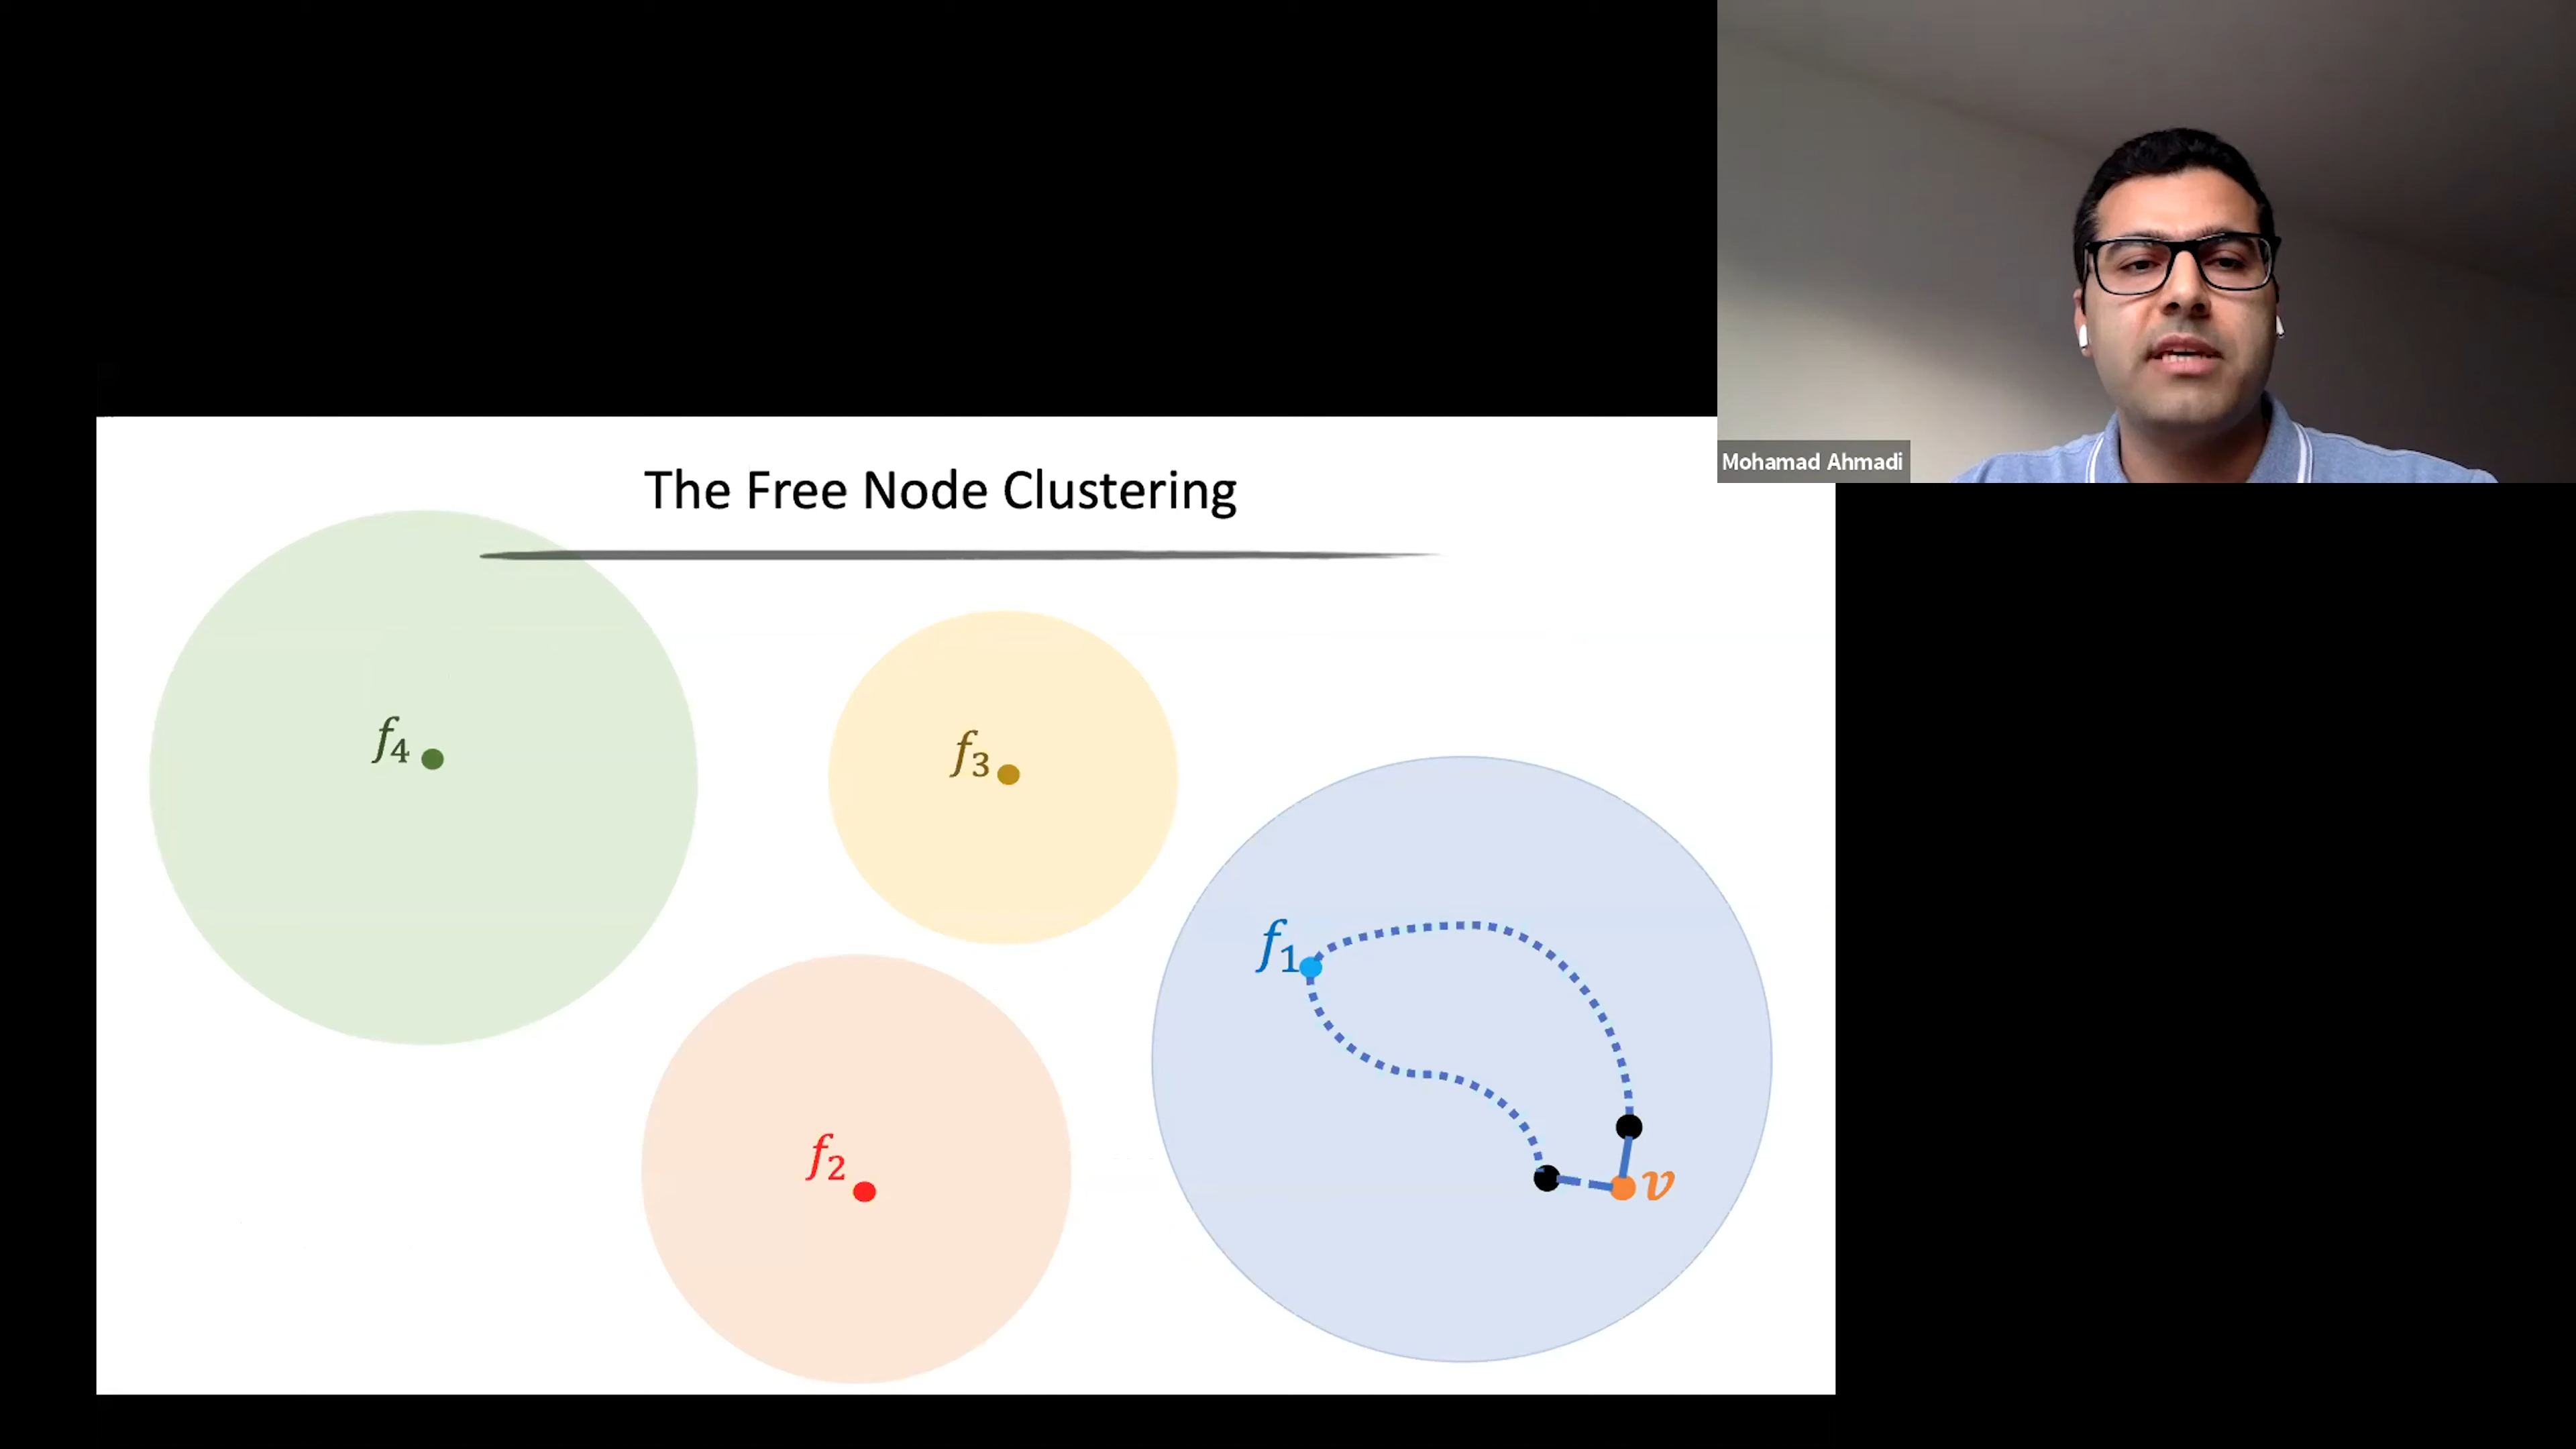 Mohamad Ahmadi
The Free Node Clustering
f₄
f₃
f₁
f₂
v